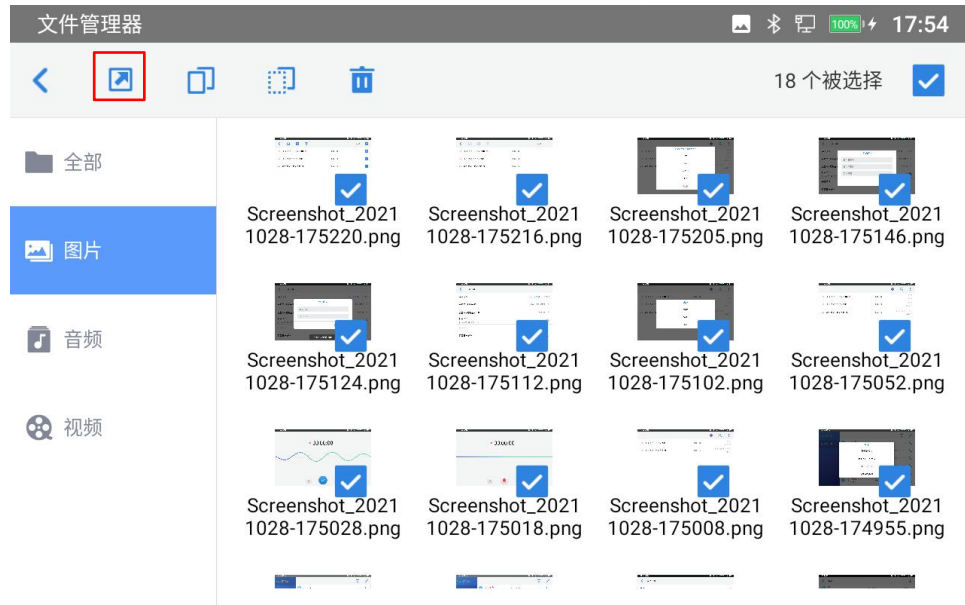 文件管理器
100%
17:54
18 个被选择
全部
图片
音频
视频
Screenshot_2021
1028-175220.png
Screenshot_2021
1028-175216.png
Screenshot_2021
1028-175205.png
Screenshot_2021
1028-175146.png
Screenshot_2021
1028-175124.png
Screenshot_2021
1028-175112.png
Screenshot_2021
1028-175102.png
Screenshot_2021
1028-175052.png
Screenshot_2021
1028-175028.png
Screenshot_2021
1028-175018.png
Screenshot_2021
1028-175008.png
Screenshot_2021
1028-174955.png